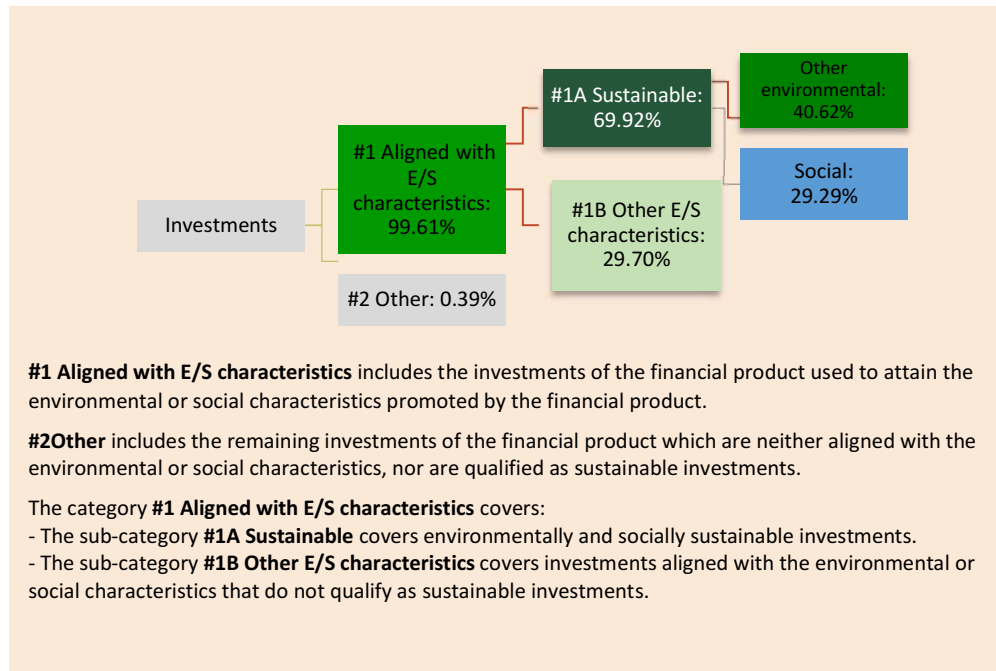 Investments
#1 Aligned with
E/S
characteristics:
99.61%
#2 Other: 0.39%
#1A Sustainable:
69.92%
#1B Other E/S
characteristics:
29.70%
Other
environmental:
40.62%
Social:
29.29%
#1 Aligned with E/S characteristics includes the investments of the financial product used to attain the
environmental or social characteristics promoted by the financial product.
#2Other includes the remaining investments of the financial product which are neither aligned with the
environmental or social characteristics, nor are qualified as sustainable investments.
The category #1 Aligned with E/S characteristics covers:
- The sub-category #1A Sustainable covers environmentally and socially sustainable investments.
- The sub-category #1B Other E/S characteristics covers investments aligned with the environmental or
social characteristics that do not qualify as sustainable investments.